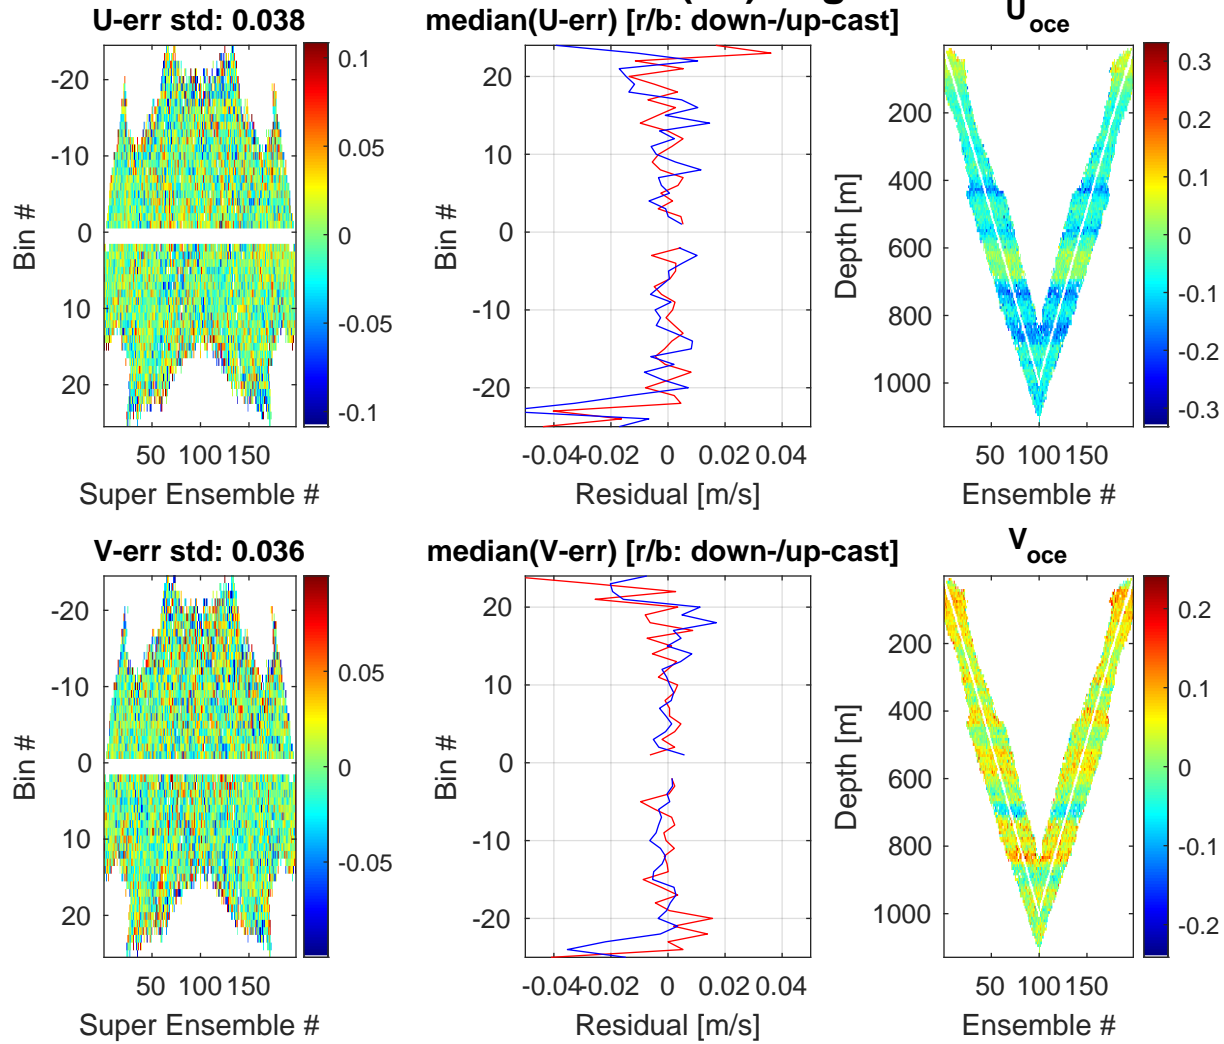 U-err std: 0.038
median(U-err) [r/b: down-/up-cast]
U_oce
-20
-10
0
10
20
Bin #
50 100 150
Super Ensemble #
0.1
0.05
0
-0.05
-0.1
20
10
0
-10
-20
Bin #
-0.04 -0.02 0 0.02 0.04
Residual [m/s]
200
400
600
800
1000
Depth [m]
50 100 150
Ensemble #
0.3
0.2
0.1
0
-0.1
-0.2
-0.3
V-err std: 0.036
median(V-err) [r/b: down-/up-cast]
V_oce
-20
-10
0
10
20
Bin #
50 100 150
Super Ensemble #
0.05
0
-0.05
20
10
0
-10
-20
Bin #
-0.04 -0.02 0 0.02 0.04
Residual [m/s]
200
400
600
800
1000
Depth [m]
50 100 150
Ensemble #
0.2
0.1
0
-0.1
-0.2